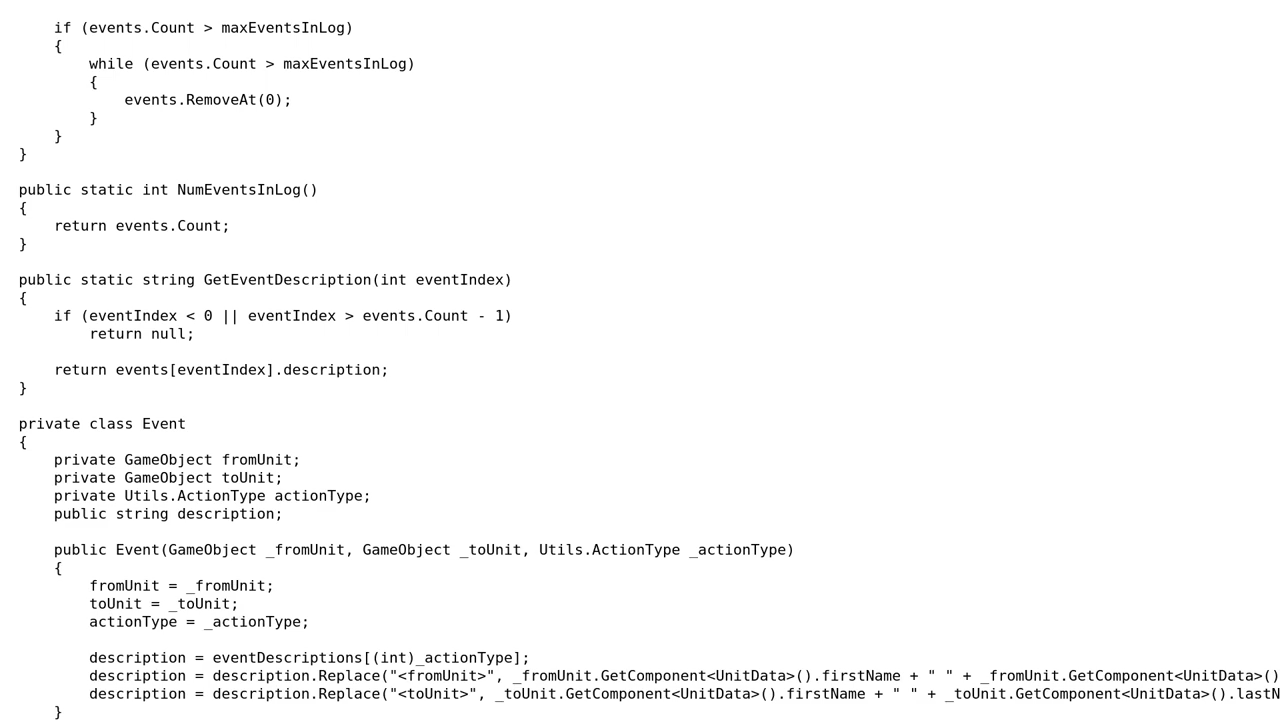 if (events.Count > maxEventsInLog)
{
while (events.Count > maxEventsInLog)
{
events.RemoveAt(0);
}
}
}
public static int NumEventsInLog()
{
return events.Count;
}
public static string GetEventDescription(int eventIndex)
{
if (eventIndex < 0 || eventIndex > events.Count - 1)
return null;
return events[eventIndex].description;
}
private class Event
{
private GameObject fromUnit;
private GameObject toUnit;
private Utils.ActionType actionType;
public string description;
public Event(GameObject _fromUnit, GameObject _toUnit, Utils.ActionType _actionType)
{
fromUnit = _fromUnit;
toUnit = _toUnit;
actionType = _actionType;
description = eventDescriptions[(int)_actionType];
description = description.Replace("<fromUnit>", _fromUnit.GetComponent<UnitData>().firstName + " " + _fromUnit.GetComponent<UnitData>()
description = description.Replace("<toUnit>", _toUnit.GetComponent<UnitData>().firstName + " " + _toUnit.GetComponent<UnitData>().lastN
}